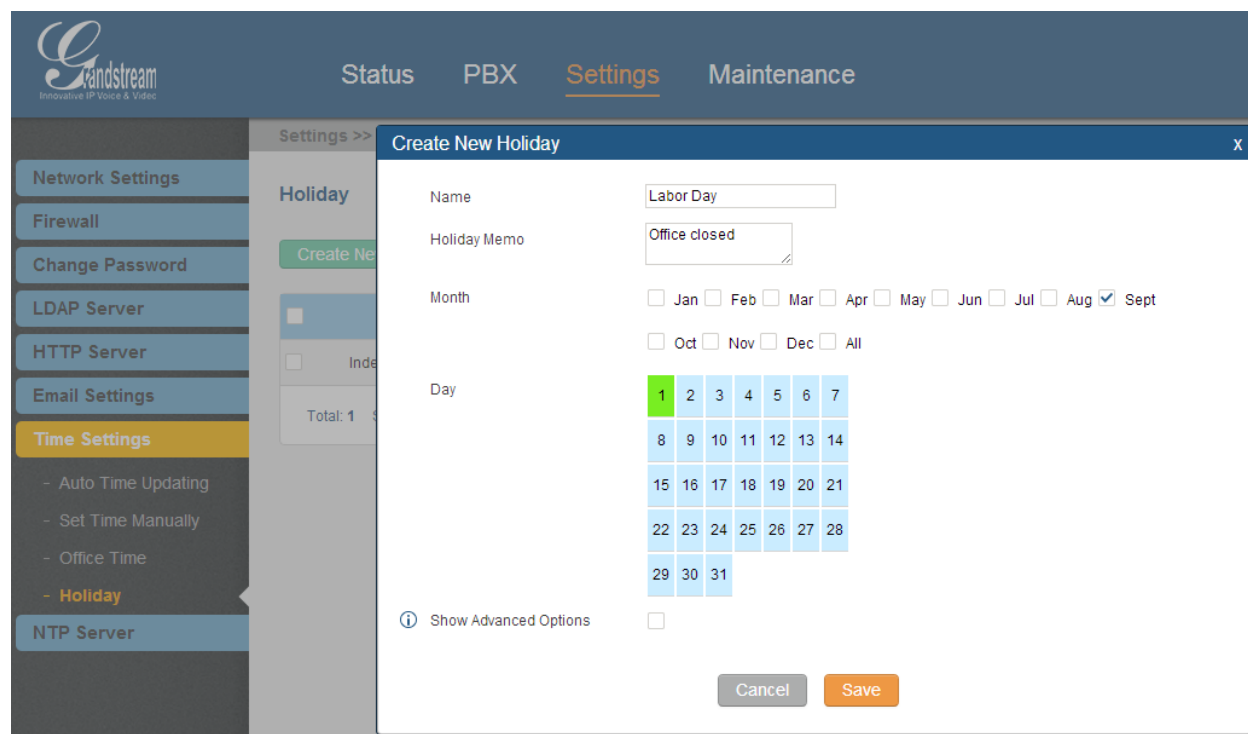 Grandstream
Innovative IP Voice & Video
Status PBX Settings Maintenance
Settings >>
Network Settings
Firewall
Change Password
LDAP Server
HTTP Server
Email Settings
Time Settings
- Auto Time Updating
- Set Time Manually
- Office Time
- Holiday
NTP Server
Holiday
Create Ne
Inde
Total: 1 S
Create New Holiday x
Name Labor Day
Holiday Memo Office closed
Month Jan Feb Mar Apr May Jun Jul Aug Sept
Oct Nov Dec All
Day 1 2 3 4 5 6 7
8 9 10 11 12 13 14
15 16 17 18 19 20 21
22 23 24 25 26 27 28
29 30 31
i Show Advanced Options
Cancel Save